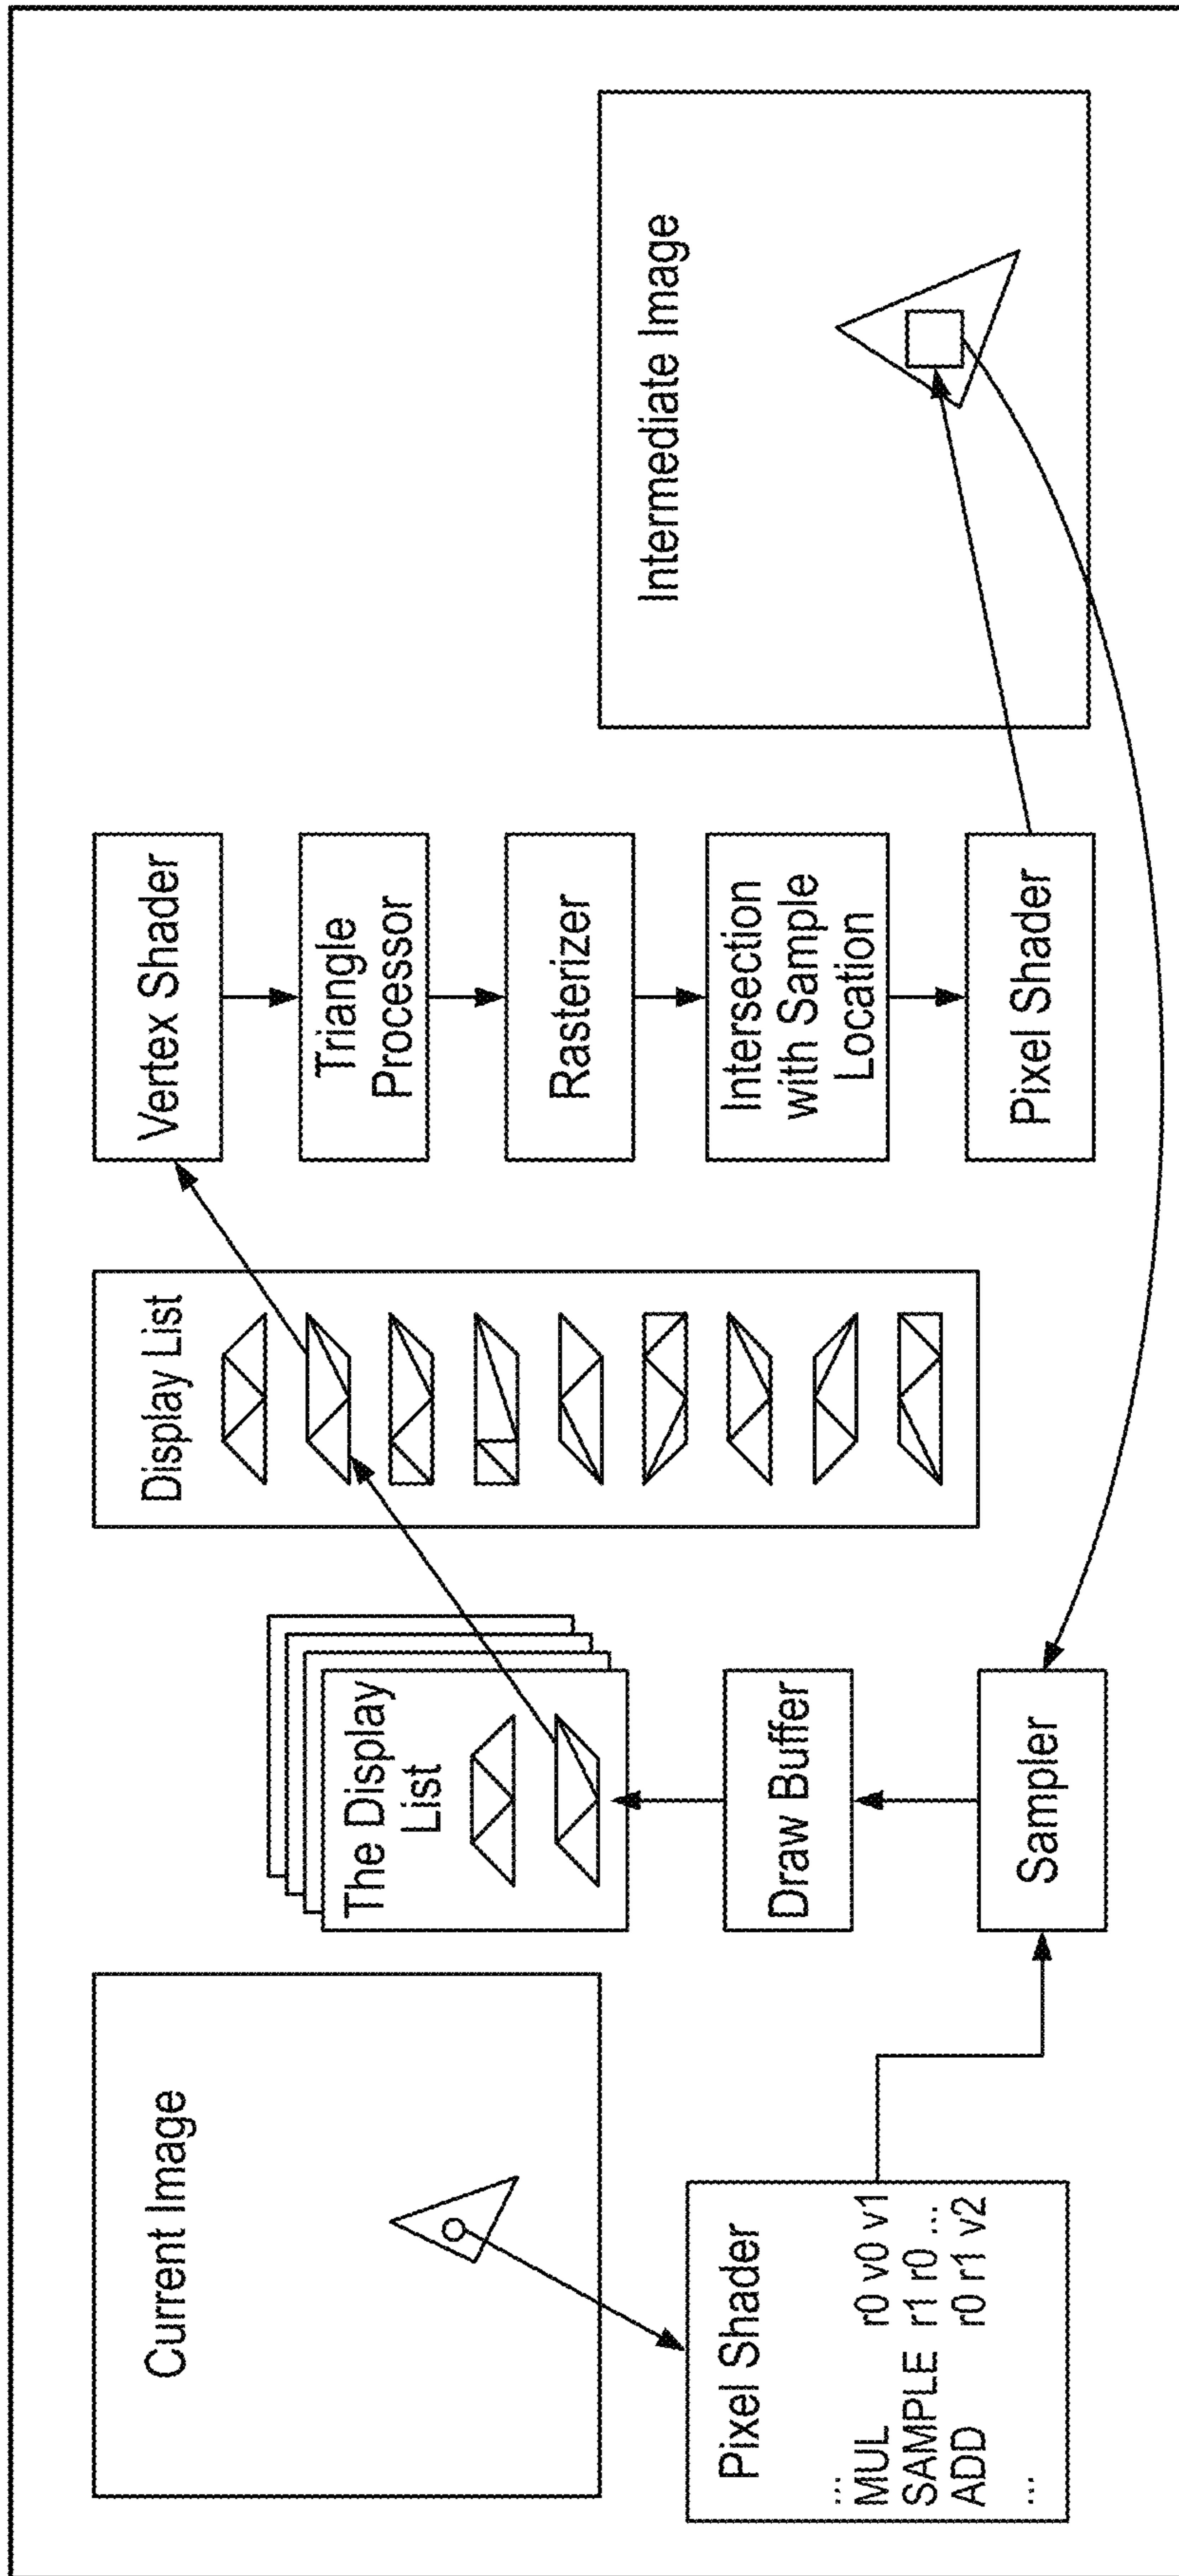 Current Image
Pixel Shader
...
MUL r0 v0 v1
SAMPLE r1 r0 ...
ADD r0 r1 v2
...
The Display
List
Draw Buffer
Sampler
Display List
Vertex Shader
Triangle
Processor
Rasterizer
Intersection
with Sample
Location
Pixel Shader
Intermediate Image